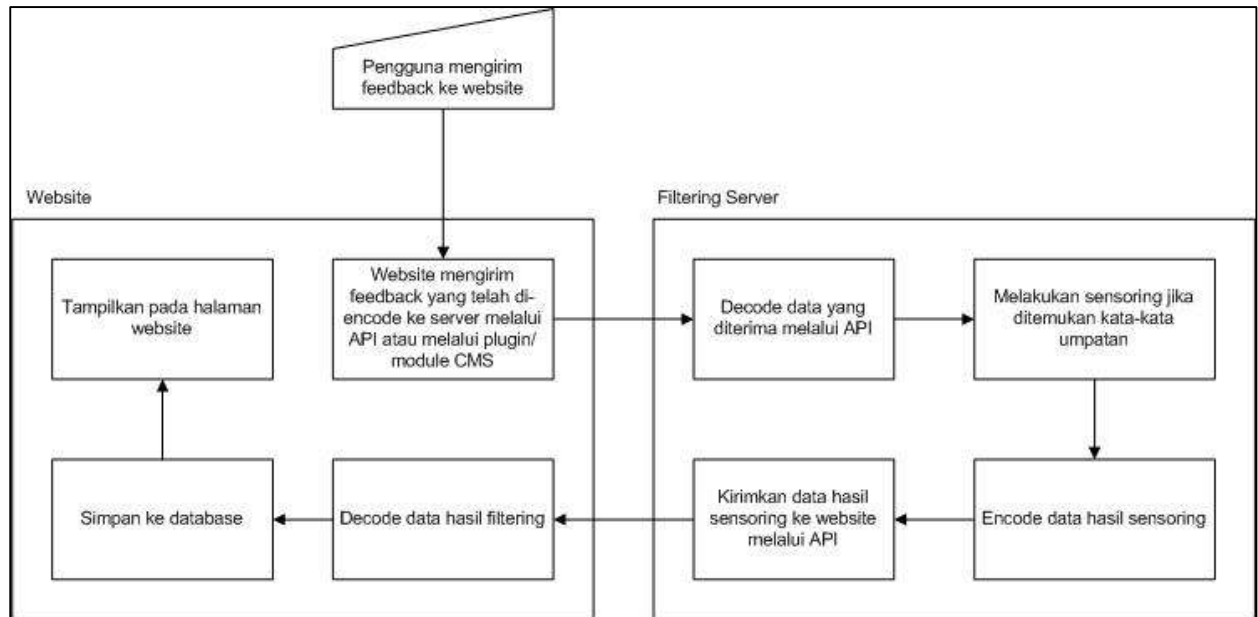 Pengguna mengirim
feedback ke website
Website
Filtering Server
Tampilkan pada halaman
website
Website mengirim
feedback yang telah di-
encode ke server melalui
API atau melalui plugin/
module CMS
Decode data yang
diterima melalui API
Melakukan sensoring jika
ditemukan kata-kata
umpatan
Simpan ke database
Decode data hasil filtering
Kirimkan data hasil
sensoring ke website
melalui API
Encode data hasil sensoring